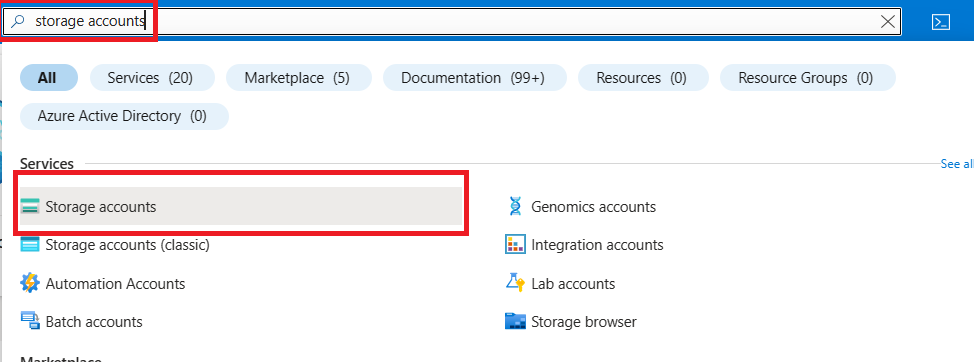 storage accounts
All Services (20) Marketplace (5) Documentation (99+) Resources (0) Resource Groups (0)
Azure Active Directory (0)
Services See all
Storage accounts Genomics accounts
Storage accounts (classic) Integration accounts
Automation Accounts Lab accounts
Batch accounts Storage browser
Marketplace